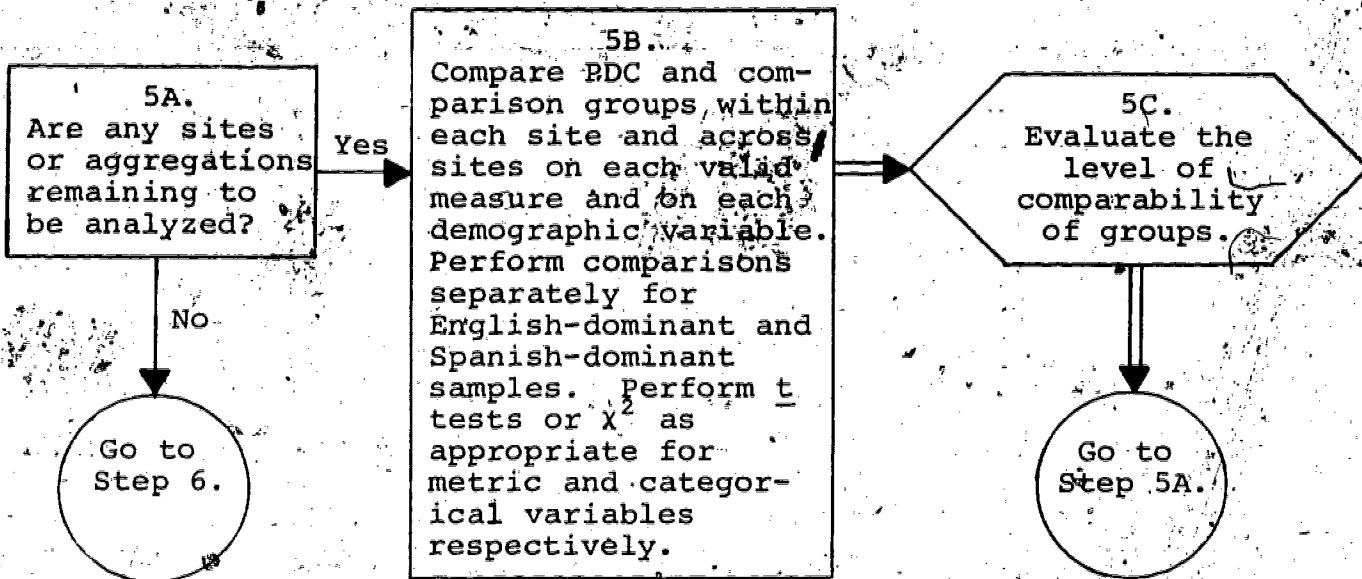 5A.
Are any sites
or aggregations
remaining to
be analyzed?
Yes
No
Go to
Step 6.
5B.
Compare PDC and com-
parison groups within
each site and across
sites on each valid
measure and on each
demographic variable.
Perform comparisons
separately for
English-dominant and
Spanish-dominant
samples. Perform t
tests or χ² as
appropriate for
metric and categor-
ical variables
respectively.
5C.
Evaluate the
level of
comparability
of groups.
Go to
Step 5A.